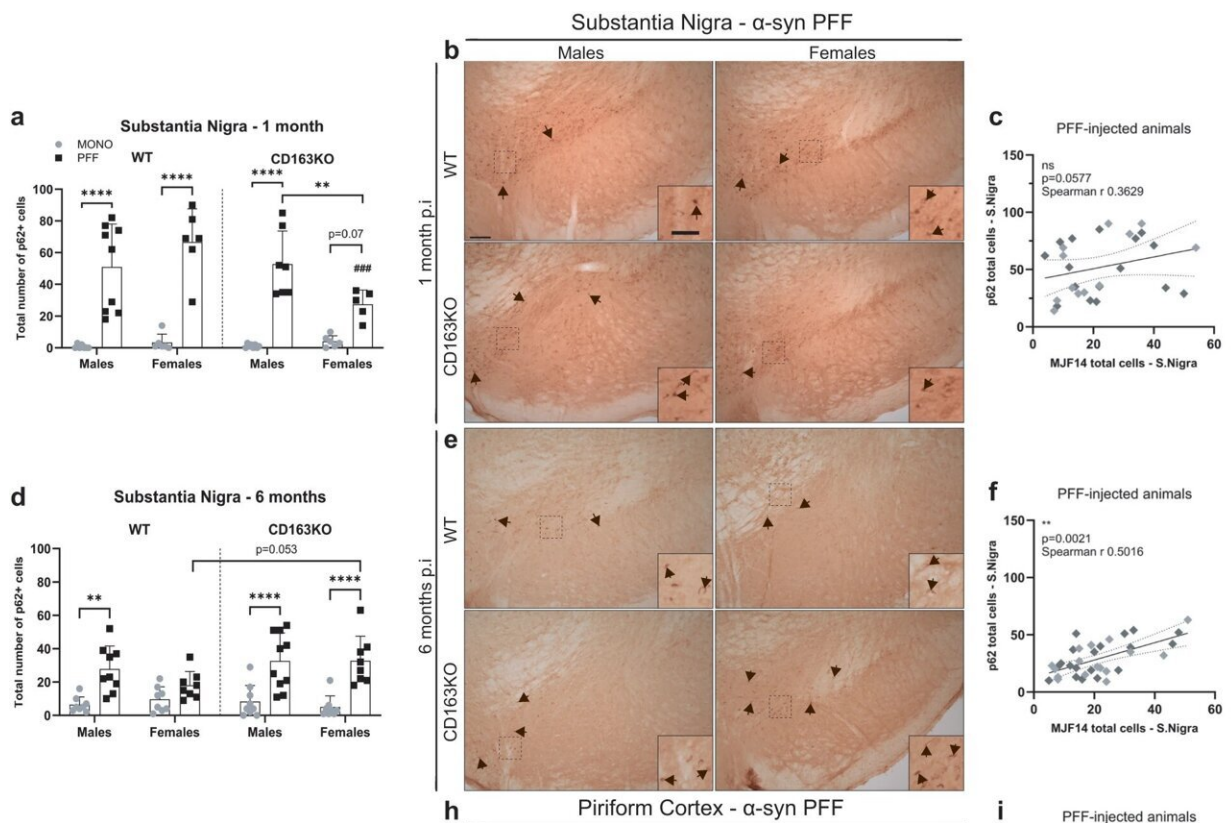 Substantia Nigra - α-syn PFF
b
Males
Females
1 month p.i
WT
CD163KO
a
Substantia Nigra - 1 month
MONO
PFF
WT
CD163KO
Total number of p62+ cells
100
80
60
40
20
0
****
****
****
**
p=0.07
###
Males
Females
Males
Females
c
PFF-injected animals
ns
p=0.0577
Spearman r 0.3629
p62 total cells - S.Nigra
150
100
50
0
0
20
40
60
MJF14 total cells - S.Nigra
d
Substantia Nigra - 6 months
WT
CD163KO
p=0.053
Total number of p62+ cells
100
80
60
40
20
0
**
****
****
Males
Females
Males
Females
e
6 months p.i
WT
CD163KO
f
PFF-injected animals
**
p=0.0021
Spearman r 0.5016
p62 total cells - S.Nigra
150
100
50
0
0
20
40
60
MJF14 total cells - S.Nigra
h
Piriform Cortex - α-syn PFF
i
PFF-injected animals